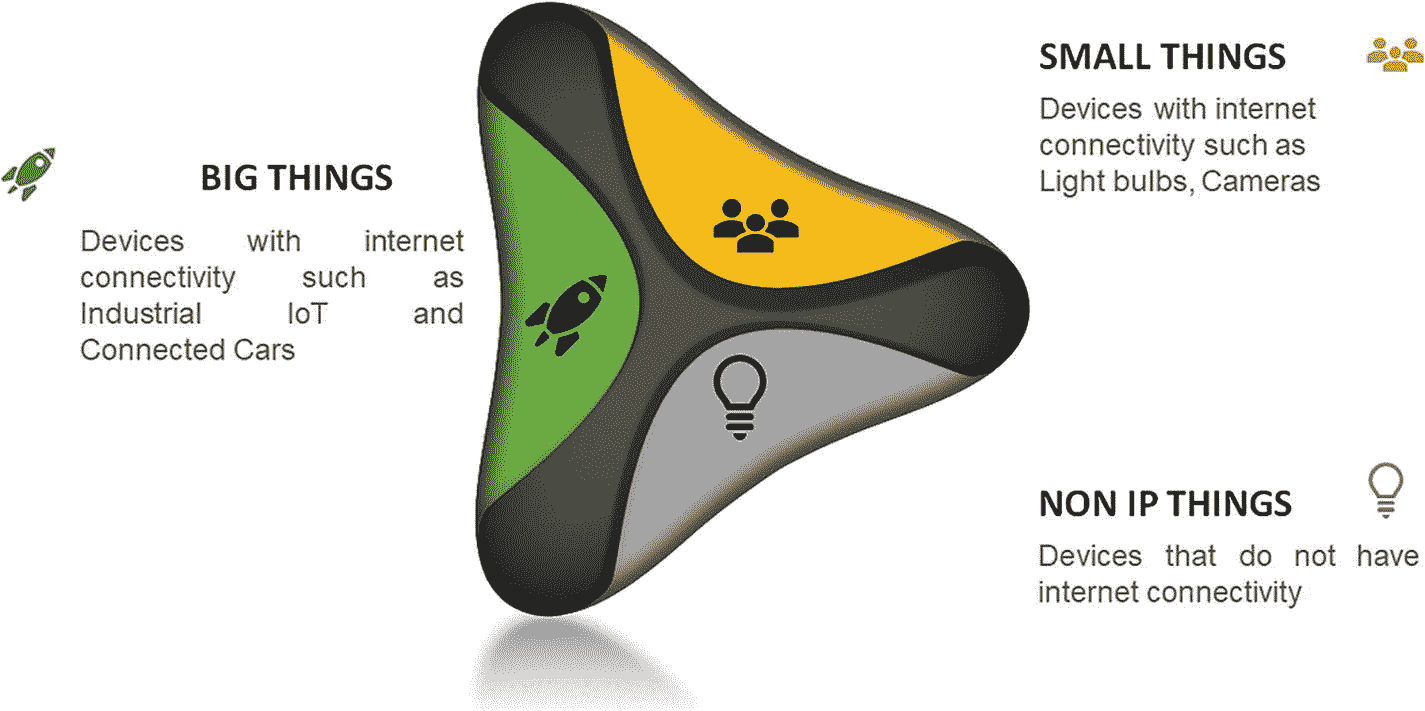 BIG THINGS
Devices with internet
connectivity such as
Industrial IoT and
Connected Cars
SMALL THINGS
Devices with internet
connectivity such as
Light bulbs, Cameras
NON IP THINGS
Devices that do not have
internet connectivity